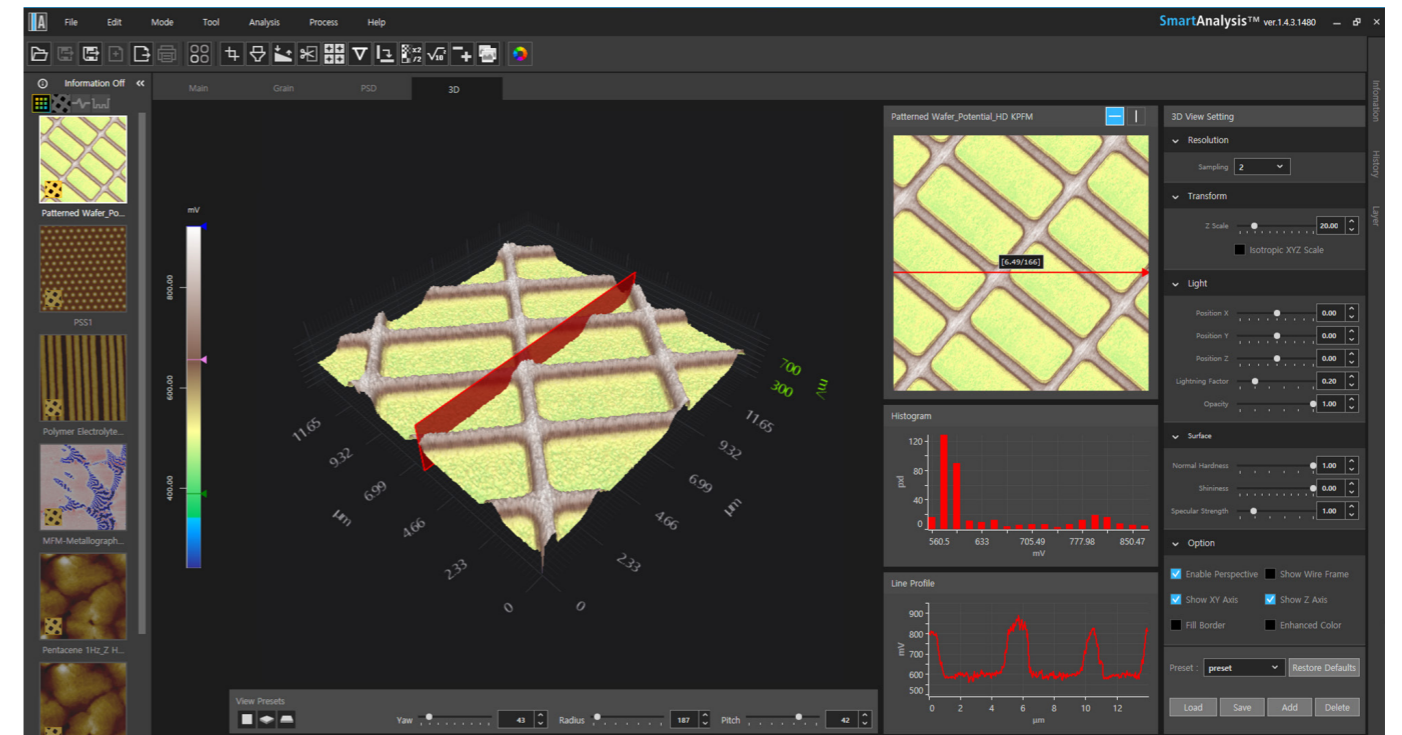 A File Edit Mode Tool Analysis Process Help SmartAnalysis™ ver.1.4.3.1480
Information Off «
Main Grain PSD 3D
Patterned Wafer_Po...
PSS1
Polymer Electrolyte...
MFM-Metallograph...
Pentacene 1Hz_Z H...
mV
800.00
600.00
400.00
700
300
mV
11.65
9.32
6.99
4.66
2.33
0
µm
11.65
9.32
6.99
4.66
2.33
0
µm
View Presets
Yaw 43 Radius 187 Pitch 42
Patterned Wafer_Potential_HD KPFM
[6.49/166]
Histogram
pxl
120
80
40
0
560.5 633 705.49 777.98 850.47
mV
Line Profile
mV
900
800
700
600
500
0 2 4 6 8 10 12
µm
3D View Setting
Resolution
Sampling 2
Transform
Z Scale 20.00
Isotropic XYZ Scale
Light
Position X 0.00
Position Y 0.00
Position Z 0.00
Lightning Factor 0.20
Opacity 1.00
Surface
Normal Hardness 1.00
Shininess 0.00
Specular Strength 1.00
Option
Enable Perspective Show Wire Frame
Show XY Axis Show Z Axis
Fill Border Enhanced Color
Preset : preset Restore Defaults
Load Save Add Delete
Information
History
Layer